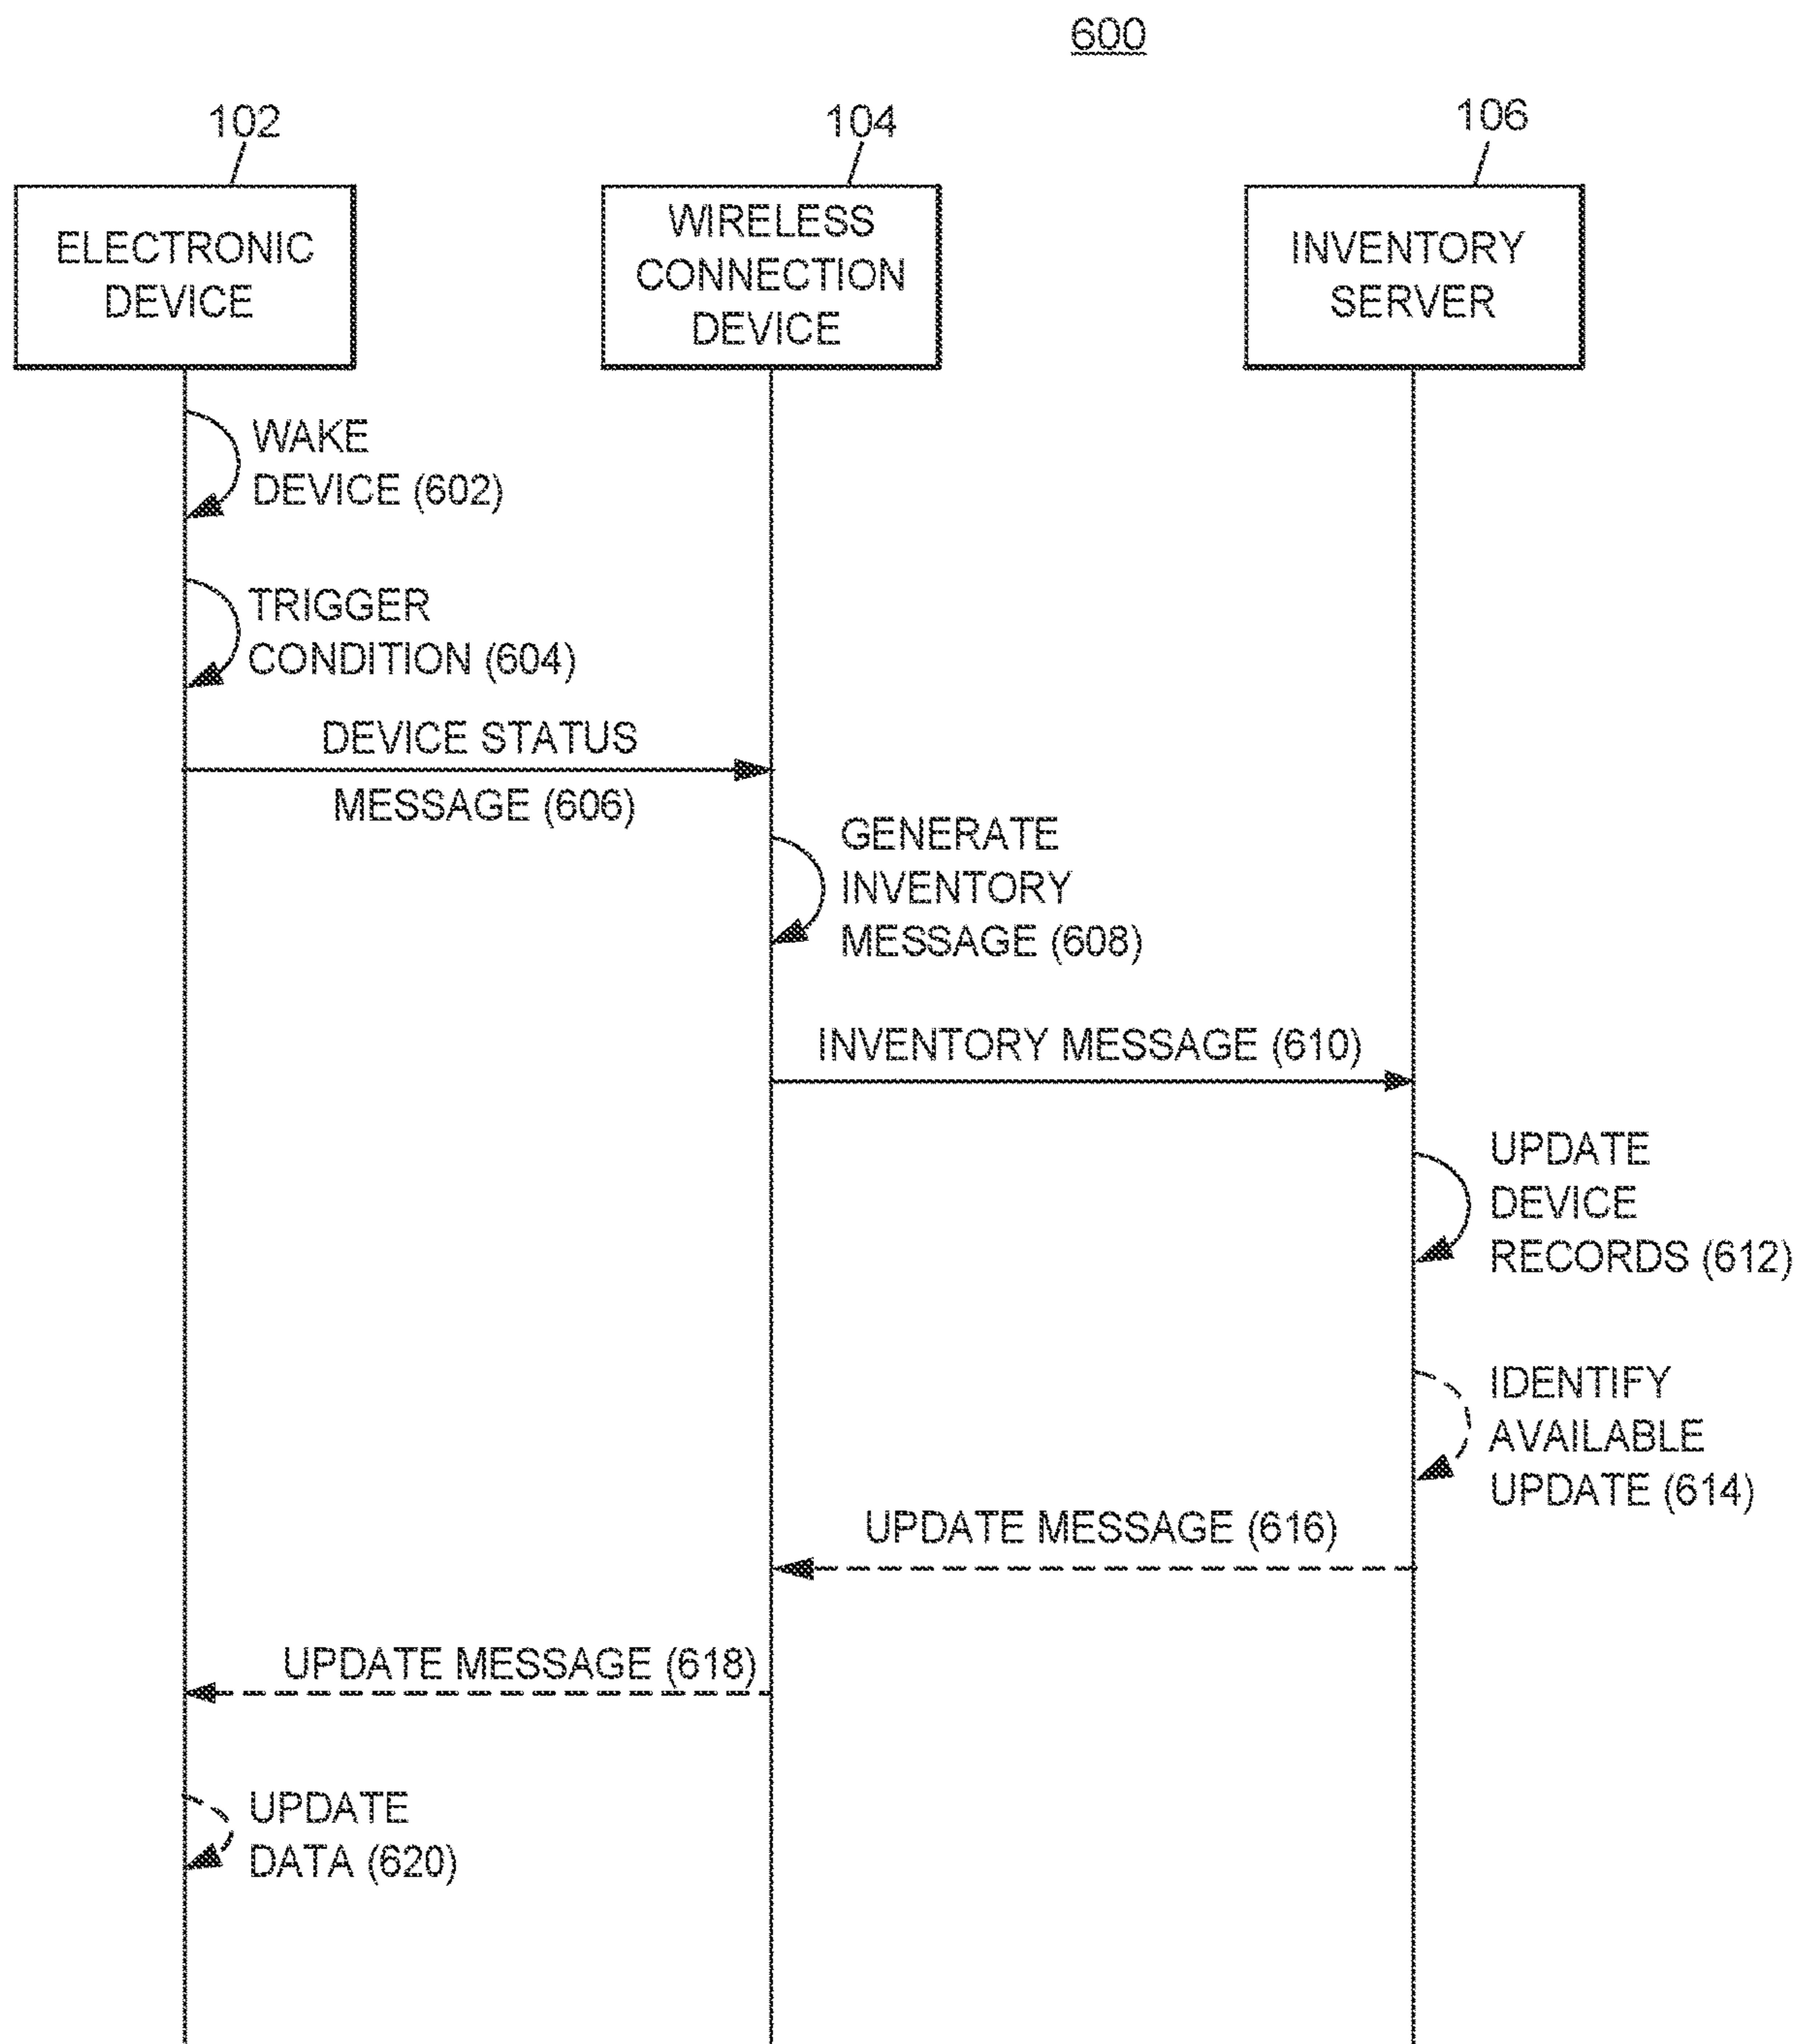 600
102
104
106
ELECTRONIC
DEVICE
WIRELESS
CONNECTION
DEVICE
INVENTORY
SERVER
WAKE
DEVICE (602)
TRIGGER
CONDITION (604)
DEVICE STATUS
MESSAGE (606)
GENERATE
INVENTORY
MESSAGE (608)
INVENTORY MESSAGE (610)
UPDATE
DEVICE
RECORDS (612)
IDENTIFY
AVAILABLE
UPDATE (614)
UPDATE MESSAGE (616)
UPDATE MESSAGE (618)
UPDATE
DATA (620)